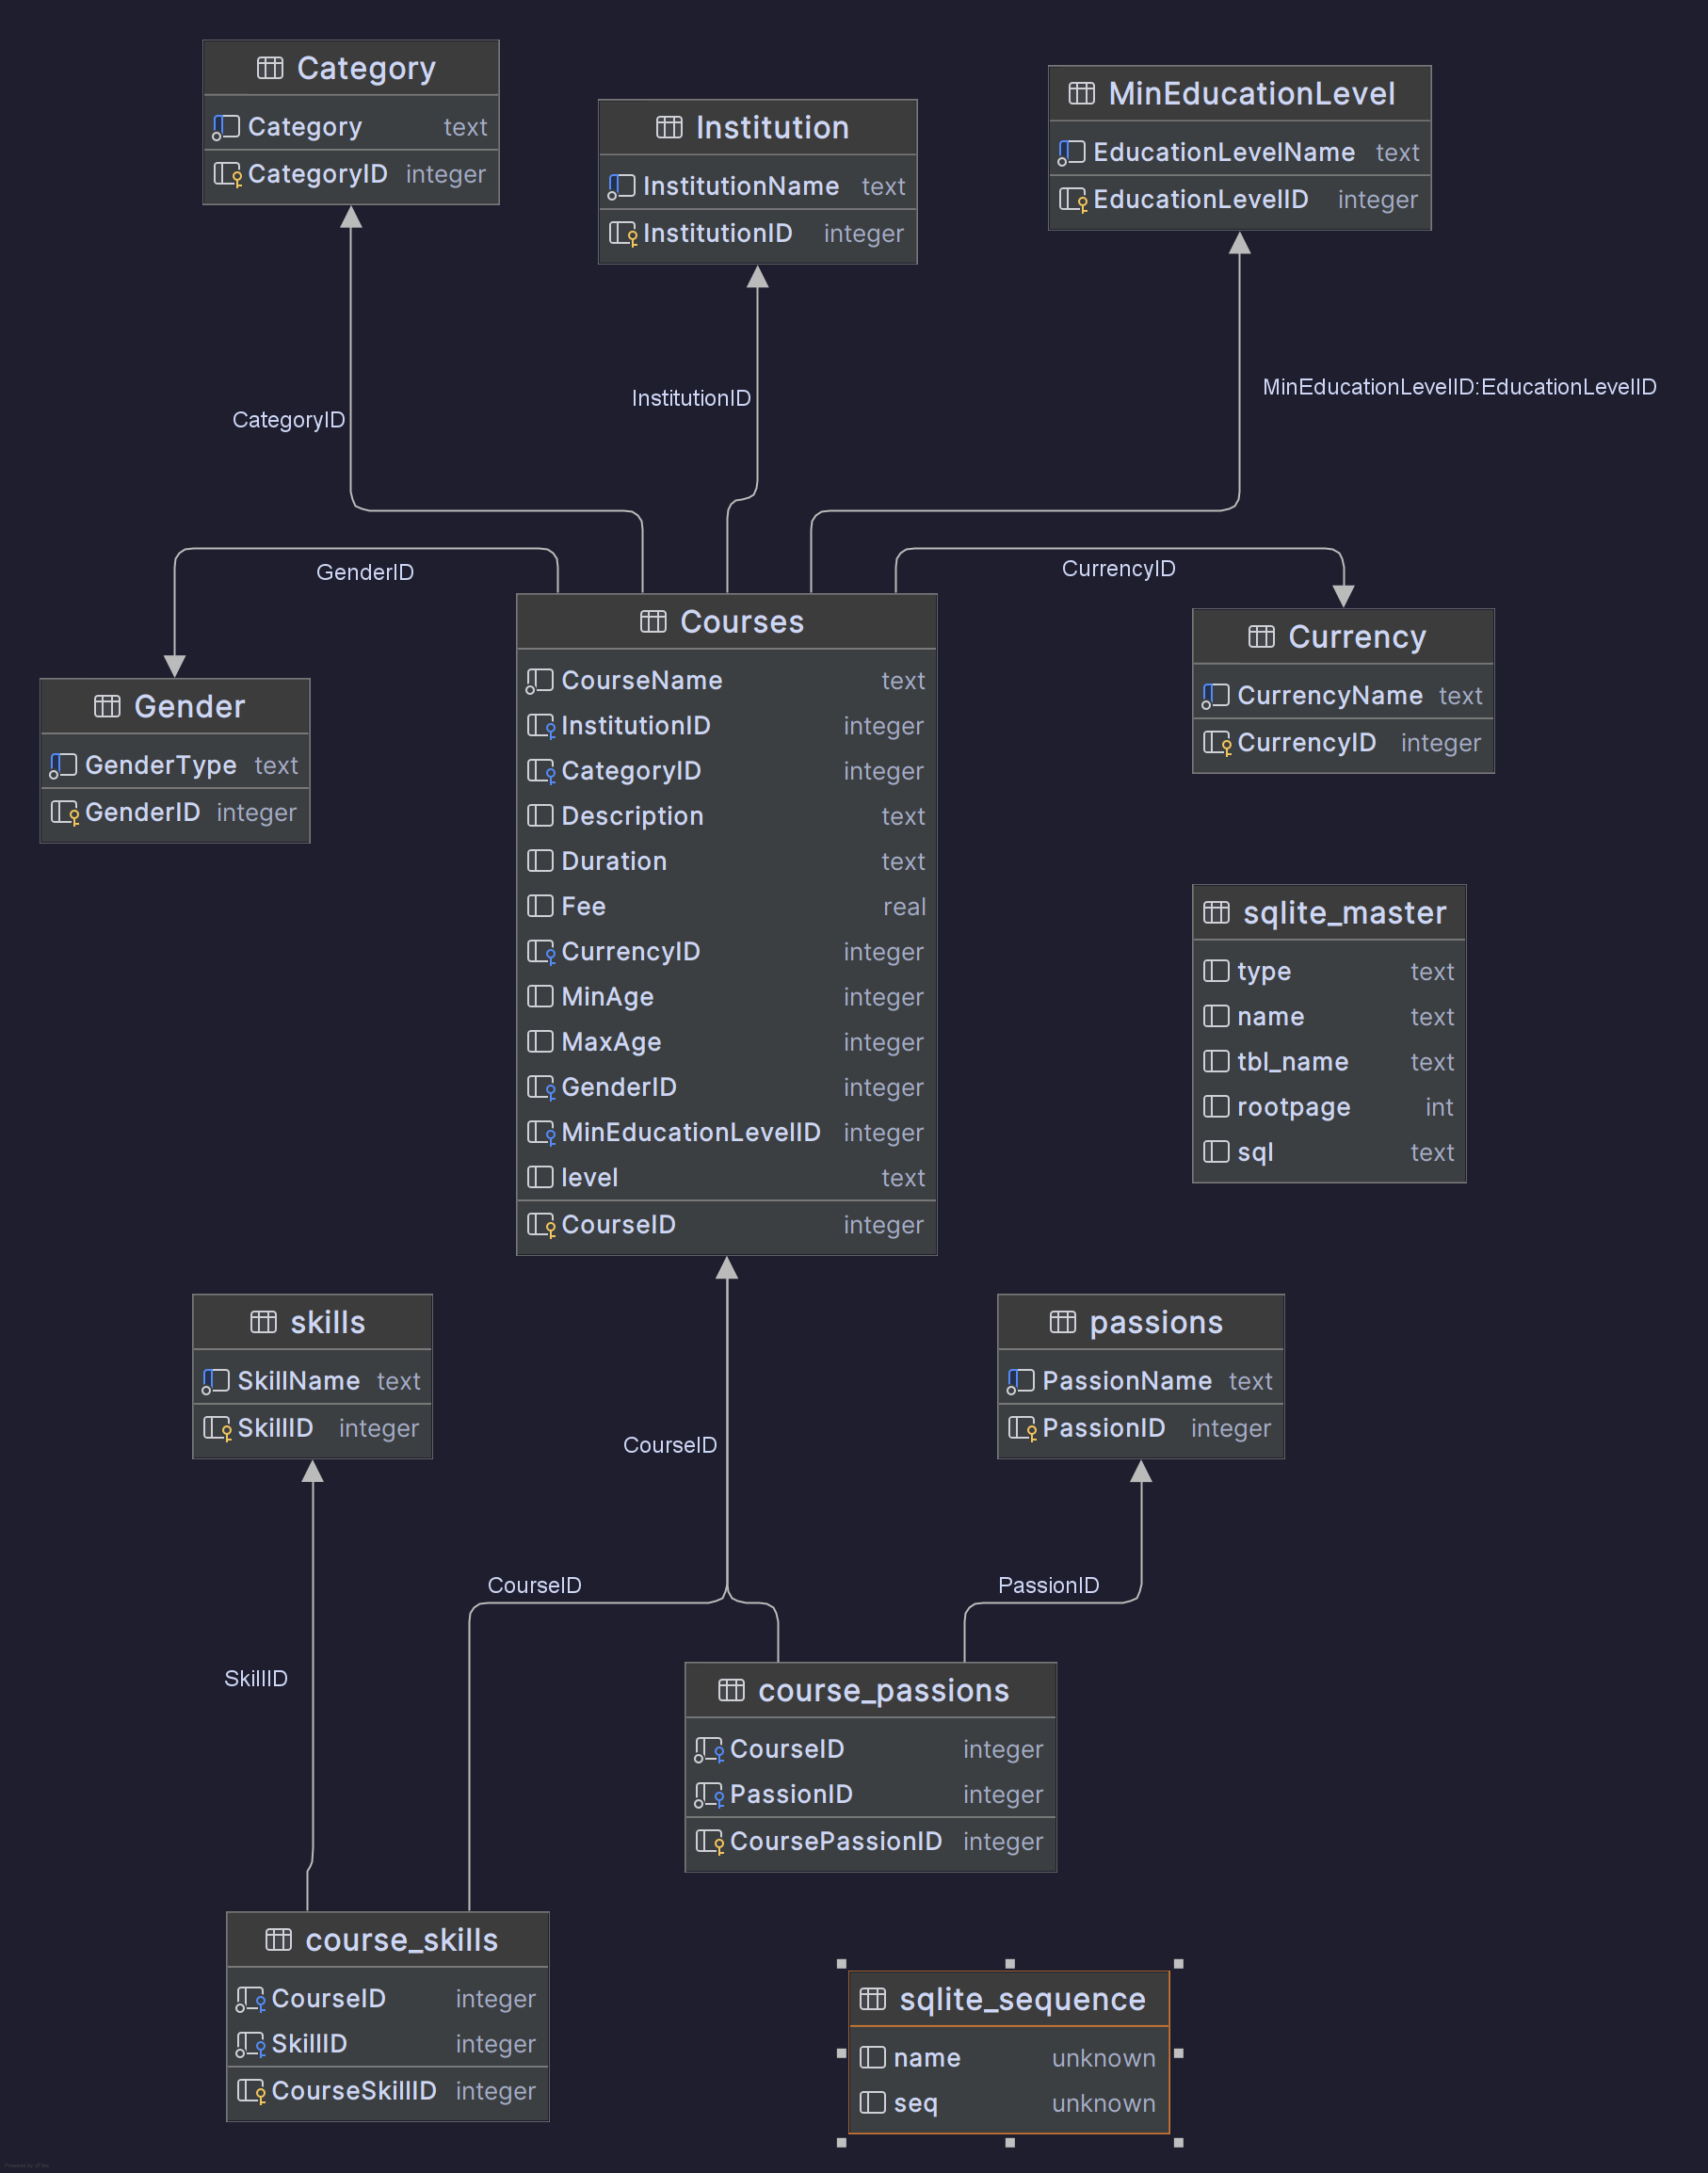 Category
Category text
CategoryID integer
Institution
InstitutionName text
InstitutionID integer
MinEducationLevel
EducationLevelName text
EducationLevelID integer
CategoryID
InstitutionID
MinEducationLevelID:EducationLevelID
GenderID
CurrencyID
Gender
GenderType text
GenderID integer
Courses
CourseName text
InstitutionID integer
CategoryID integer
Description text
Duration text
Fee real
CurrencyID integer
MinAge integer
MaxAge integer
GenderID integer
MinEducationLevelID integer
level text
CourseID integer
Currency
CurrencyName text
CurrencyID integer
sqlite_master
type text
name text
tbl_name text
rootpage int
sql text
skills
SkillName text
SkillID integer
passions
PassionName text
PassionID integer
CourseID
CourseID
PassionID
SkillID
course_passions
CourseID integer
PassionID integer
CoursePassionID integer
course_skills
CourseID integer
SkillID integer
CourseSkillID integer
sqlite_sequence
name unknown
seq unknown